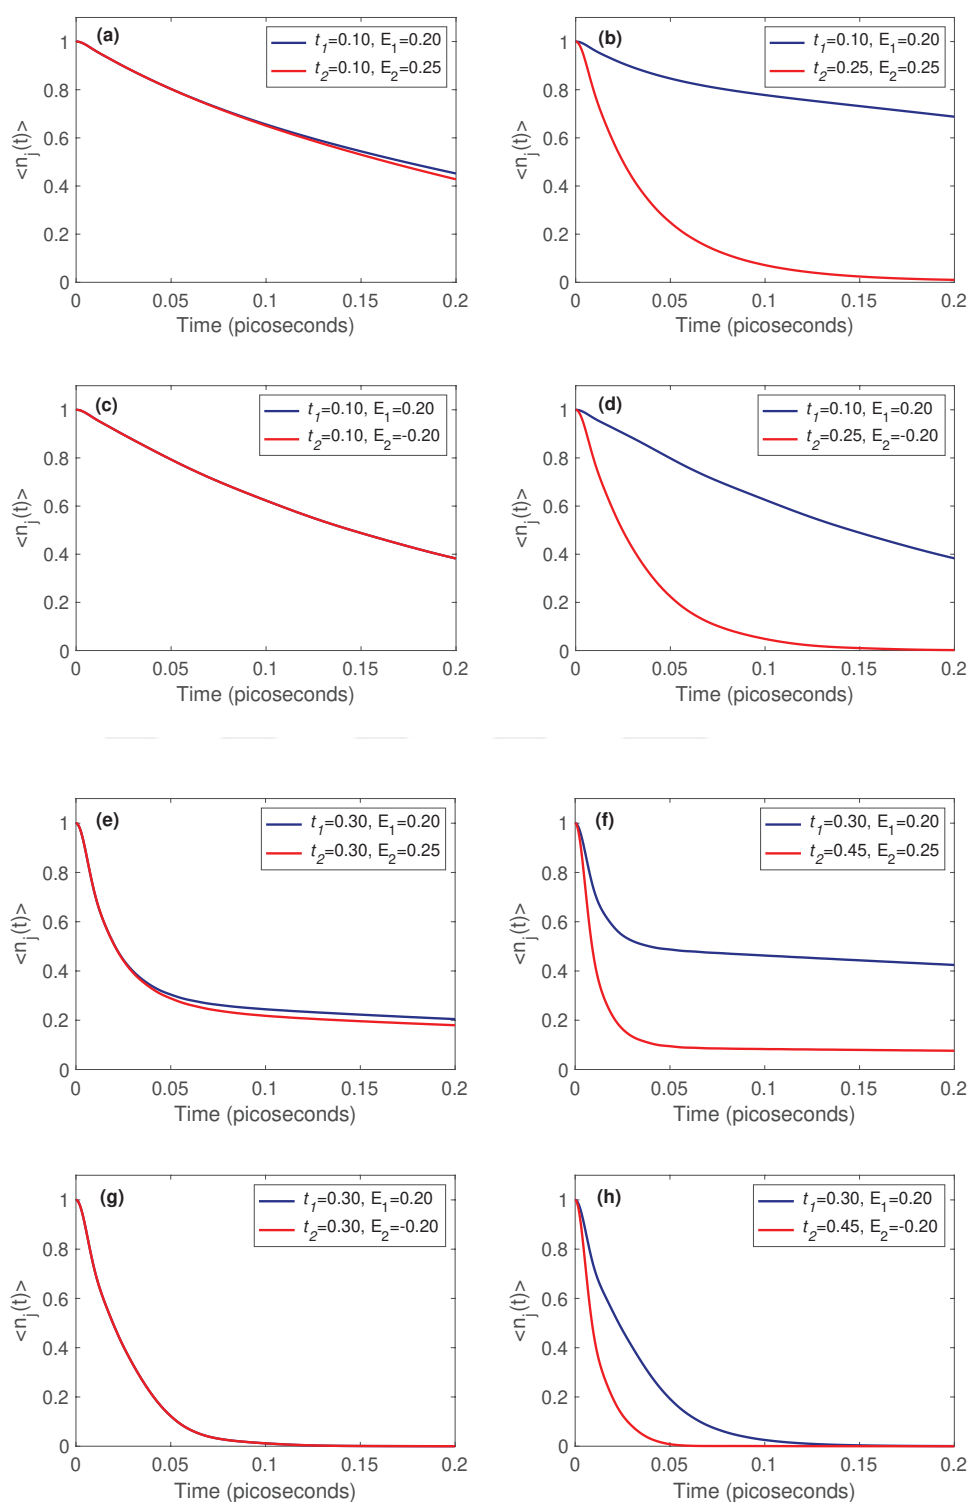 (a)
t1=0.10, E1=0.20
t2=0.10, E2=0.25
<nj(t)>
1
0.8
0.6
0.4
0.2
0
0 0.05 0.1 0.15 0.2
Time (picoseconds)
(b)
t1=0.10, E1=0.20
t2=0.25, E2=0.25
<nj(t)>
1
0.8
0.6
0.4
0.2
0
0 0.05 0.1 0.15 0.2
Time (picoseconds)
(c)
t1=0.10, E1=0.20
t2=0.10, E2=-0.20
<nj(t)>
1
0.8
0.6
0.4
0.2
0
0 0.05 0.1 0.15 0.2
Time (picoseconds)
(d)
t1=0.10, E1=0.20
t2=0.25, E2=-0.20
<nj(t)>
1
0.8
0.6
0.4
0.2
0
0 0.05 0.1 0.15 0.2
Time (picoseconds)
(e)
t1=0.30, E1=0.20
t2=0.30, E2=0.25
<nj(t)>
1
0.8
0.6
0.4
0.2
0
0 0.05 0.1 0.15 0.2
Time (picoseconds)
(f)
t1=0.30, E1=0.20
t2=0.45, E2=0.25
<nj(t)>
1
0.8
0.6
0.4
0.2
0
0 0.05 0.1 0.15 0.2
Time (picoseconds)
(g)
t1=0.30, E1=0.20
t2=0.30, E2=-0.20
<nj(t)>
1
0.8
0.6
0.4
0.2
0
0 0.05 0.1 0.15 0.2
Time (picoseconds)
(h)
t1=0.30, E1=0.20
t2=0.45, E2=-0.20
<nj(t)>
1
0.8
0.6
0.4
0.2
0
0 0.05 0.1 0.15 0.2
Time (picoseconds)